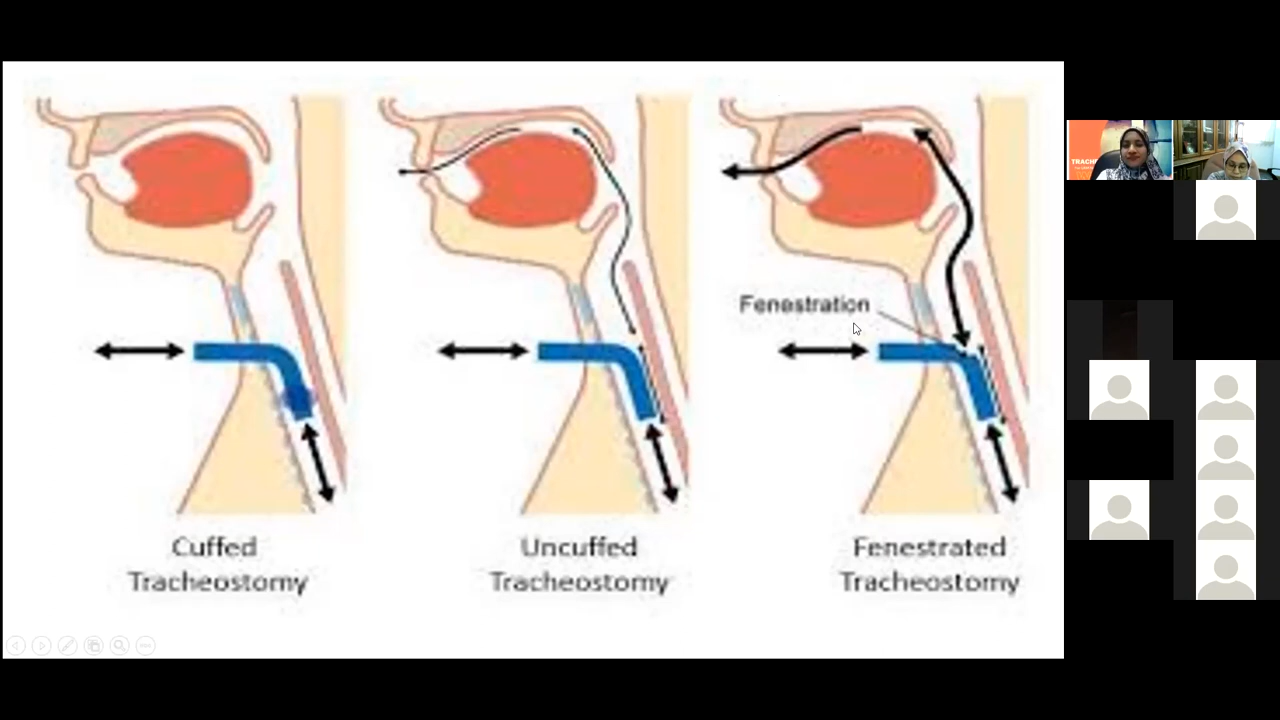 Fenestration
Cuffed
Tracheostomy
Uncuffed
Tracheostomy
Fenestrated
Tracheostomy